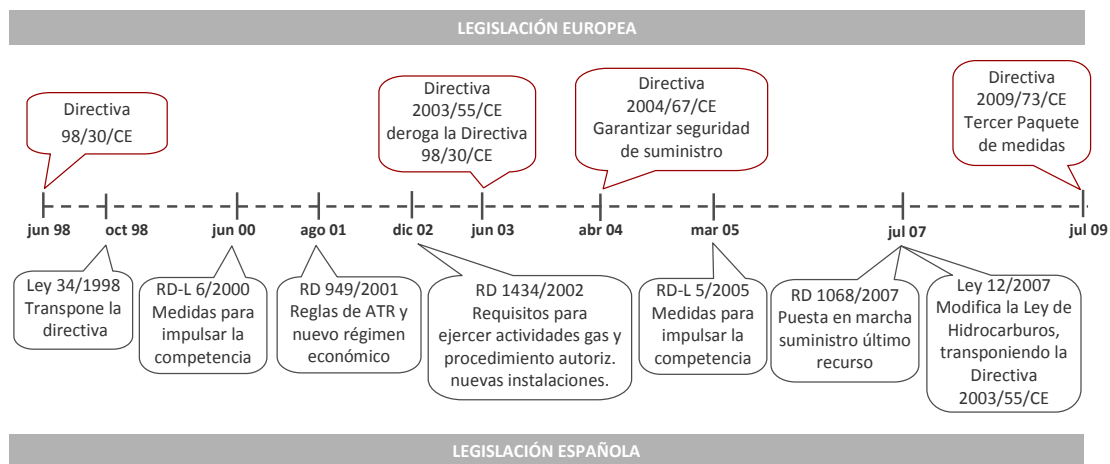 LEGISLACIÓN EUROPEA
Directiva
98/30/CE
Directiva
2003/55/CE
deroga la Directiva
98/30/CE
Directiva
2004/67/CE
Garantizar seguridad
de suministro
Directiva
2009/73/CE
Tercer Paquete
de medidas
jun 98
oct 98
jun 00
ago 01
dic 02
jun 03
abr 04
mar 05
jul 07
jul 09
Ley 34/1998
Transpone la
directiva
RD-L 6/2000
Medidas para
impulsar la
competencia
RD 949/2001
Reglas de ATR y
nuevo régimen
económico
RD 1434/2002
Requisitos para
ejercer actividades gas y
procedimiento autoriz.
nuevas instalaciones.
RD-L 5/2005
Medidas para
impulsar la
competencia
RD 1068/2007
Puesta en marcha
suministro último
recurso
Ley 12/2007
Modifica la Ley de
Hidrocarburos,
transponiendo la
Directiva
2003/55/CE
LEGISLACIÓN ESPAÑOLA